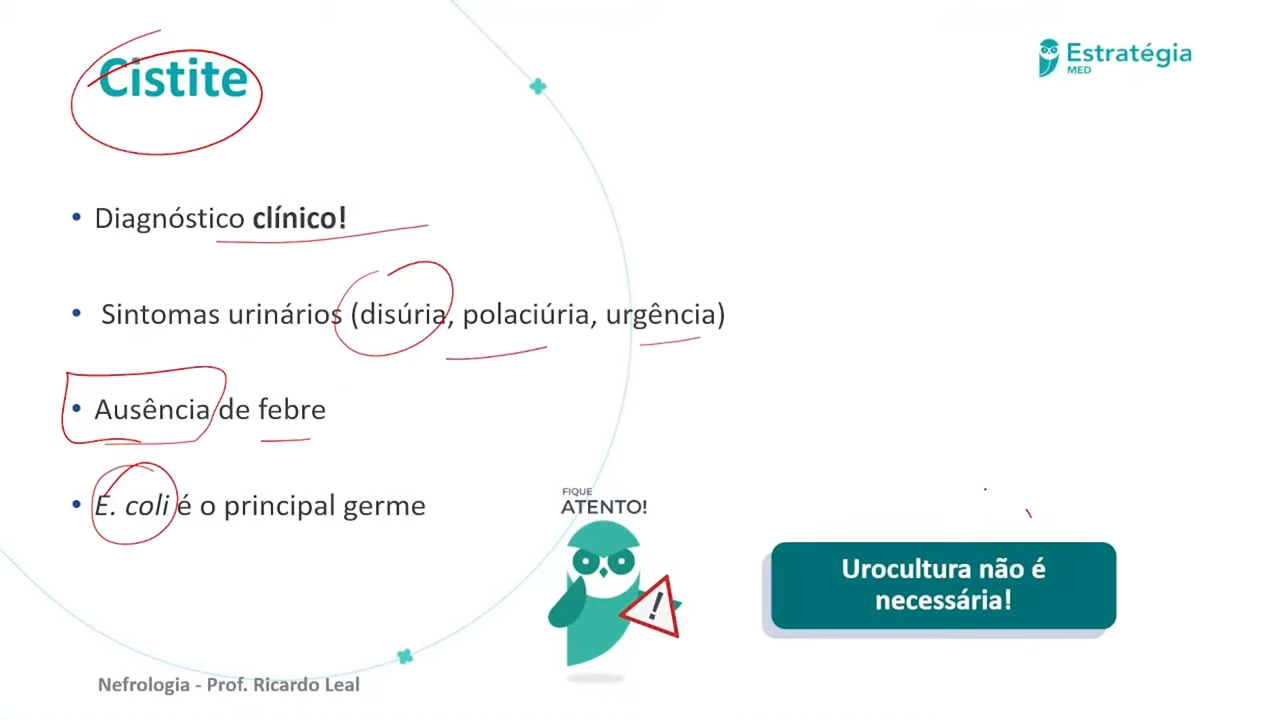 Cistite
Estratégia
MED
• Diagnóstico clínico!
• Sintomas urinários (disúria, polaciúria, urgência)
• Ausência de febre
• E. coli é o principal germe
FIQUE
ATENTO!
!
Urocultura não é
necessária!
Nefrologia - Prof. Ricardo Leal